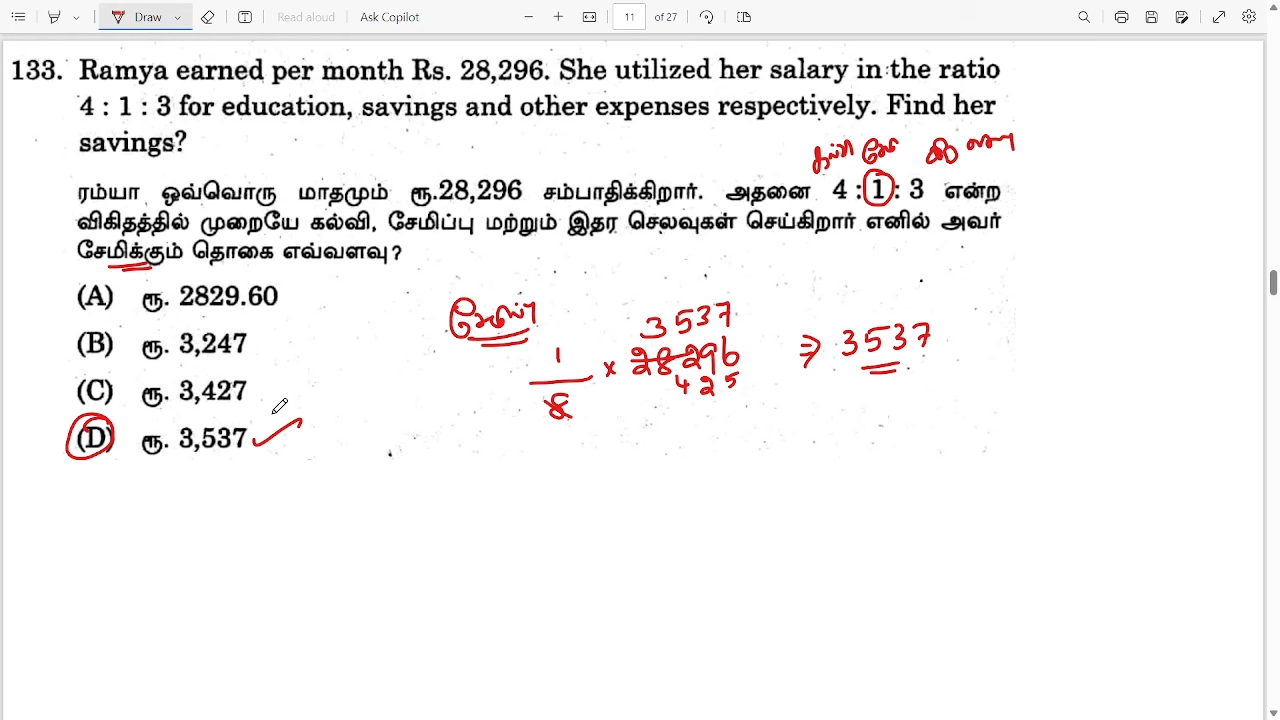 Draw Read aloud Ask Copilot 11 of 27
133. Ramya earned per month Rs. 28,296. She utilized her salary in the ratio
4 : 1 : 3 for education, savings and other expenses respectively. Find her
savings?
ரம்யா ஒவ்வொரு மாதமும் ரூ.28,296 சம்பாதிக்கிறார். அதனை 4 : 1 : 3 என்ற
விகிதத்தில் முறையே கல்வி, சேமிப்பு மற்றும் இதர செலவுகள் செய்கிறார் எனில் அவர்
சேமிக்கும் தொகை எவ்வளவு?
(A) ரூ. 2829.60
(B) ரூ. 3,247
(C) ரூ. 3,427
(D) ரூ. 3,537
3537
1 × 28296 ⇒ 3537
8 4 2 5